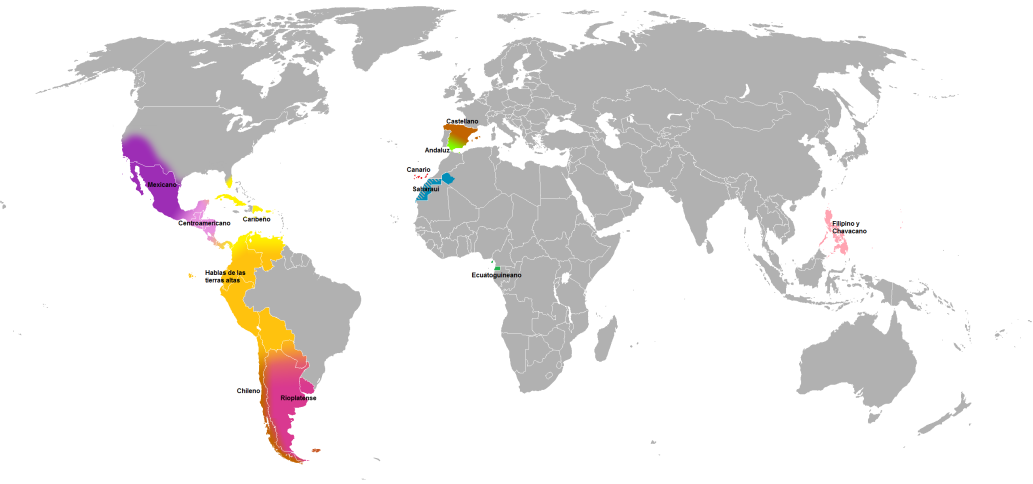 Castellano
Andaluz
Canario
Saharaui
Mexicano
Centroamericano
Caribeño
Filipino y
Chavacano
Hablas de las
tierras altas
Ecuatoguineano
Chileno
Rioplatense